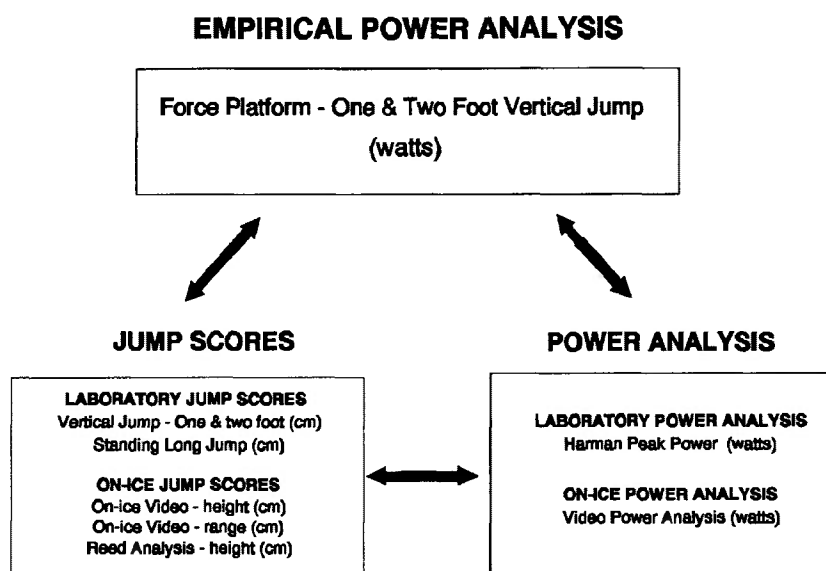 EMPIRICAL POWER ANALYSIS
Force Platform - One & Two Foot Vertical Jump
(watts)
JUMP SCORES
LABORATORY JUMP SCORES
Vertical Jump - One & two foot (cm)
Standing Long Jump (cm)
ON-ICE JUMP SCORES
On-ice Video - height (cm)
On-ice Video - range (cm)
Reed Analysis - height (cm)
POWER ANALYSIS
LABORATORY POWER ANALYSIS
Harman Peak Power (watts)
ON-ICE POWER ANALYSIS
Video Power Analysis (watts)